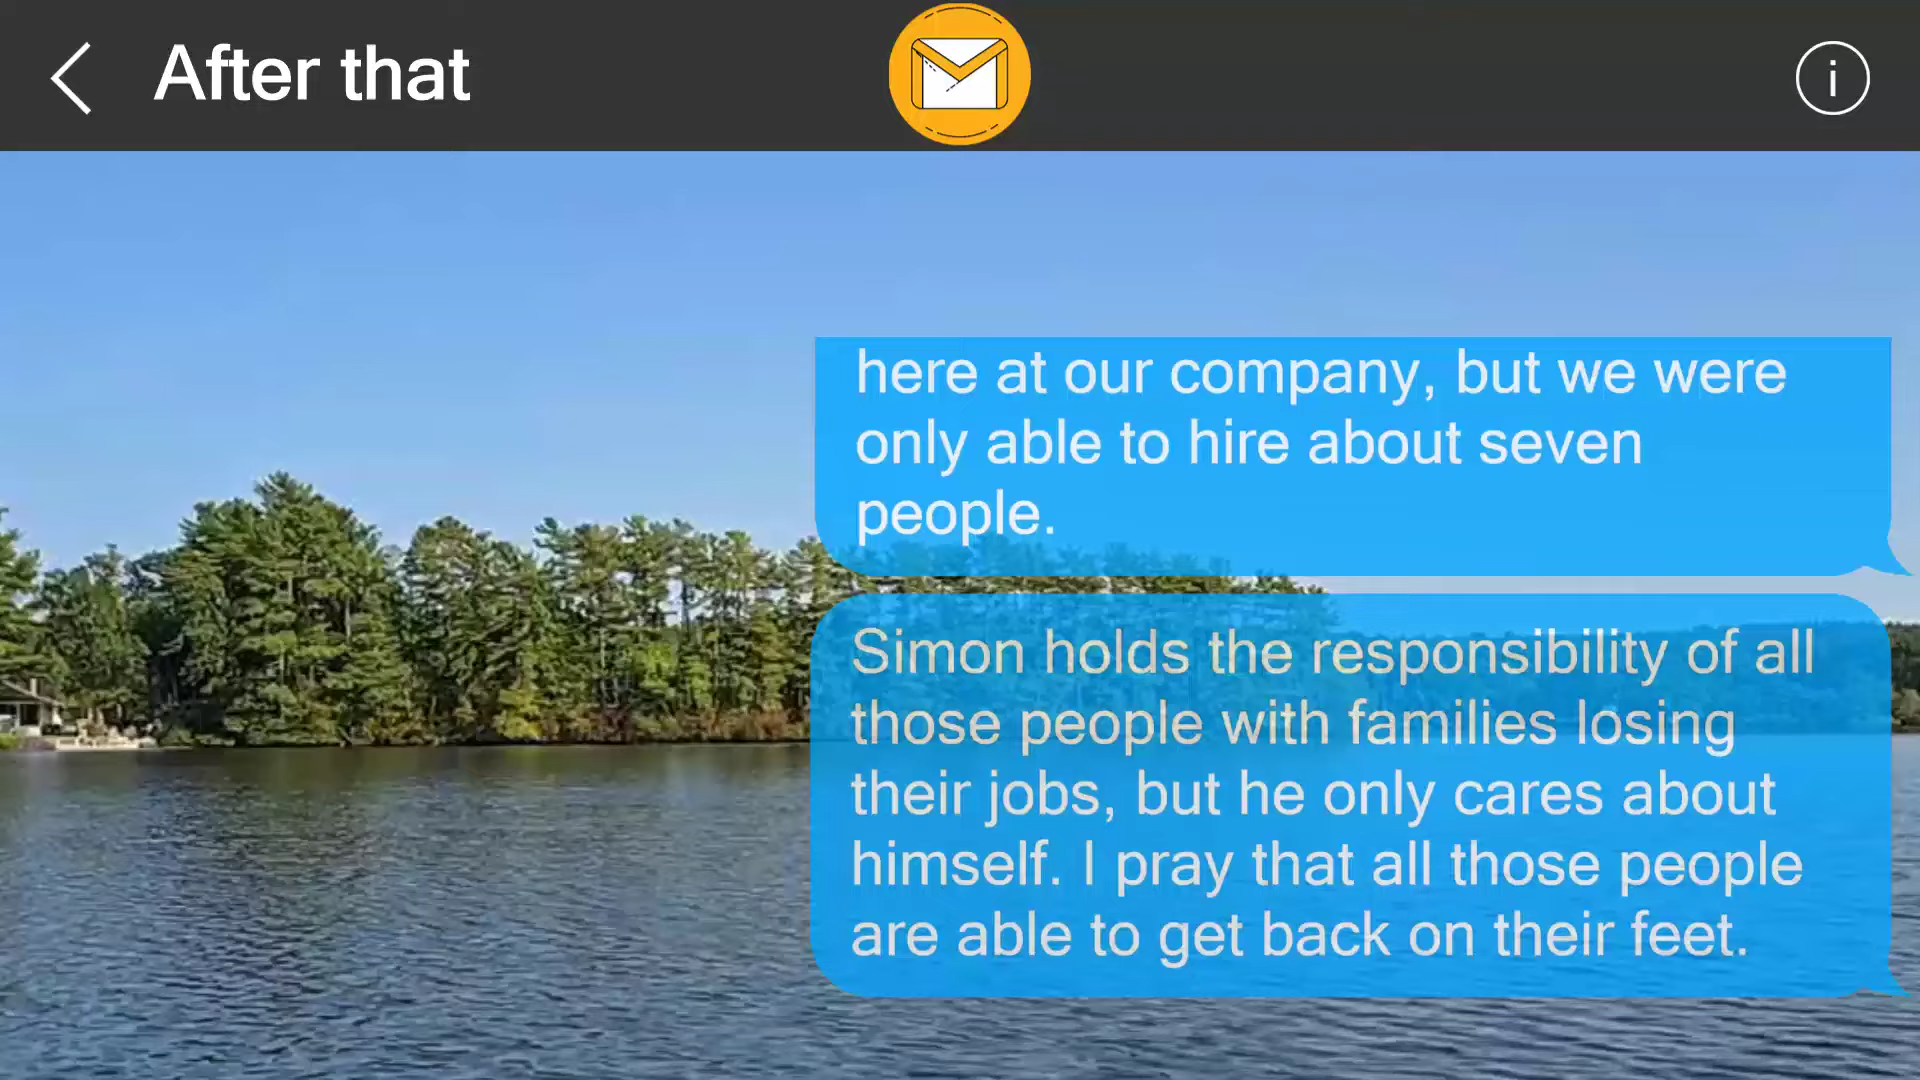 After that
i
here at our company, but we were
only able to hire about seven
people.
Simon holds the responsibility of all
those people with families losing
their jobs, but he only cares about
himself. I pray that all those people
are able to get back on their feet.